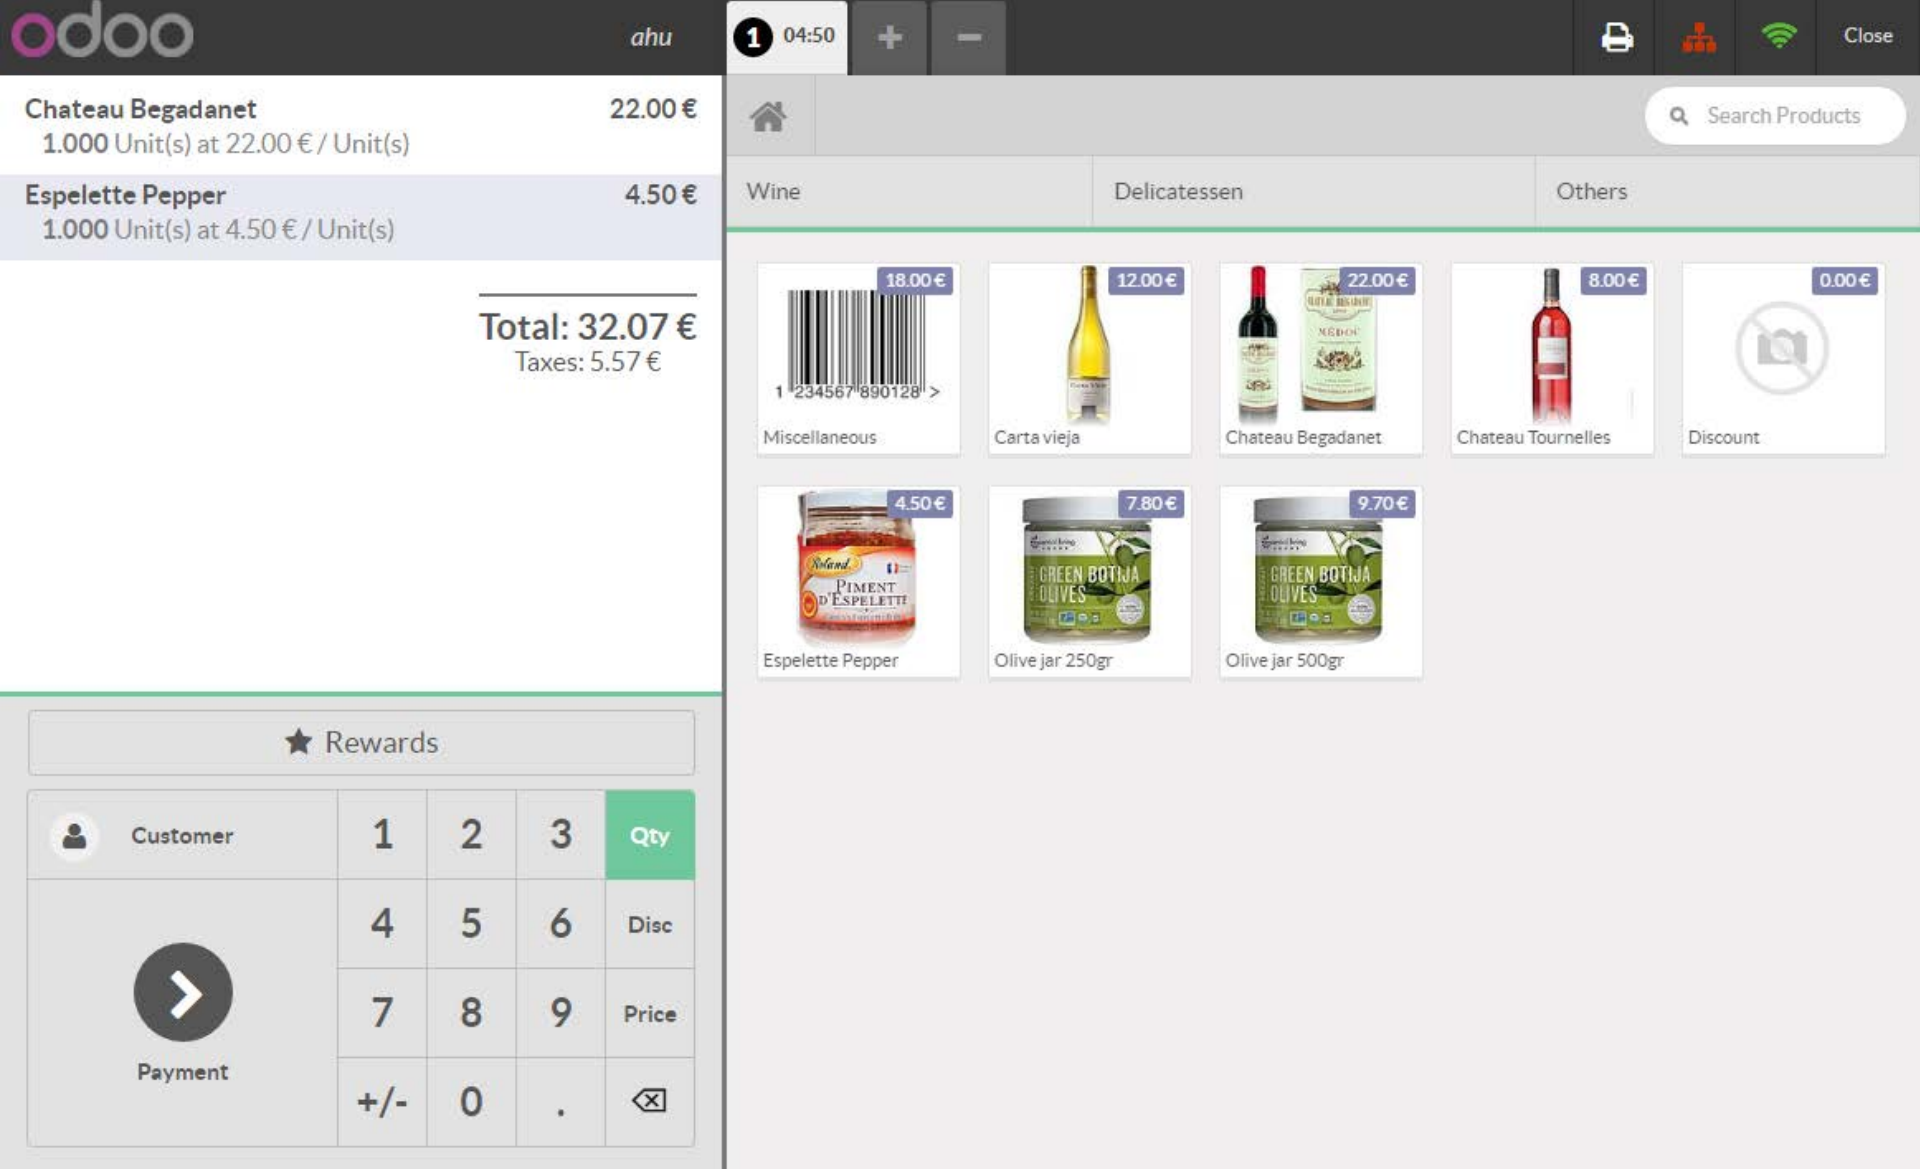 odoo
ahu
1 04:50
Close
Chateau Begadanet 22.00 €
1.000 Unit(s) at 22.00 € / Unit(s)
Espelette Pepper 4.50 €
1.000 Unit(s) at 4.50 € / Unit(s)
Total: 32.07 €
Taxes: 5.57 €
Search Products
Wine
Delicatessen
Others
18.00 €
1 234567 890128 >
Miscellaneous
12.00 €
Carta vieja
22.00 €
MÉDOC
Chateau Begadanet
8.00 €
Chateau Tournelles
0.00 €
Discount
4.50 €
Roland
PIMENT
D'ESPELETTE
Espelette Pepper
7.80 €
GREEN BOTIJA
OLIVES
Olive jar 250gr
9.70 €
GREEN BOTIJA
OLIVES
Olive jar 500gr
Rewards
Customer
1 2 3 Qty
4 5 6 Disc
7 8 9 Price
+/- 0 .
Payment